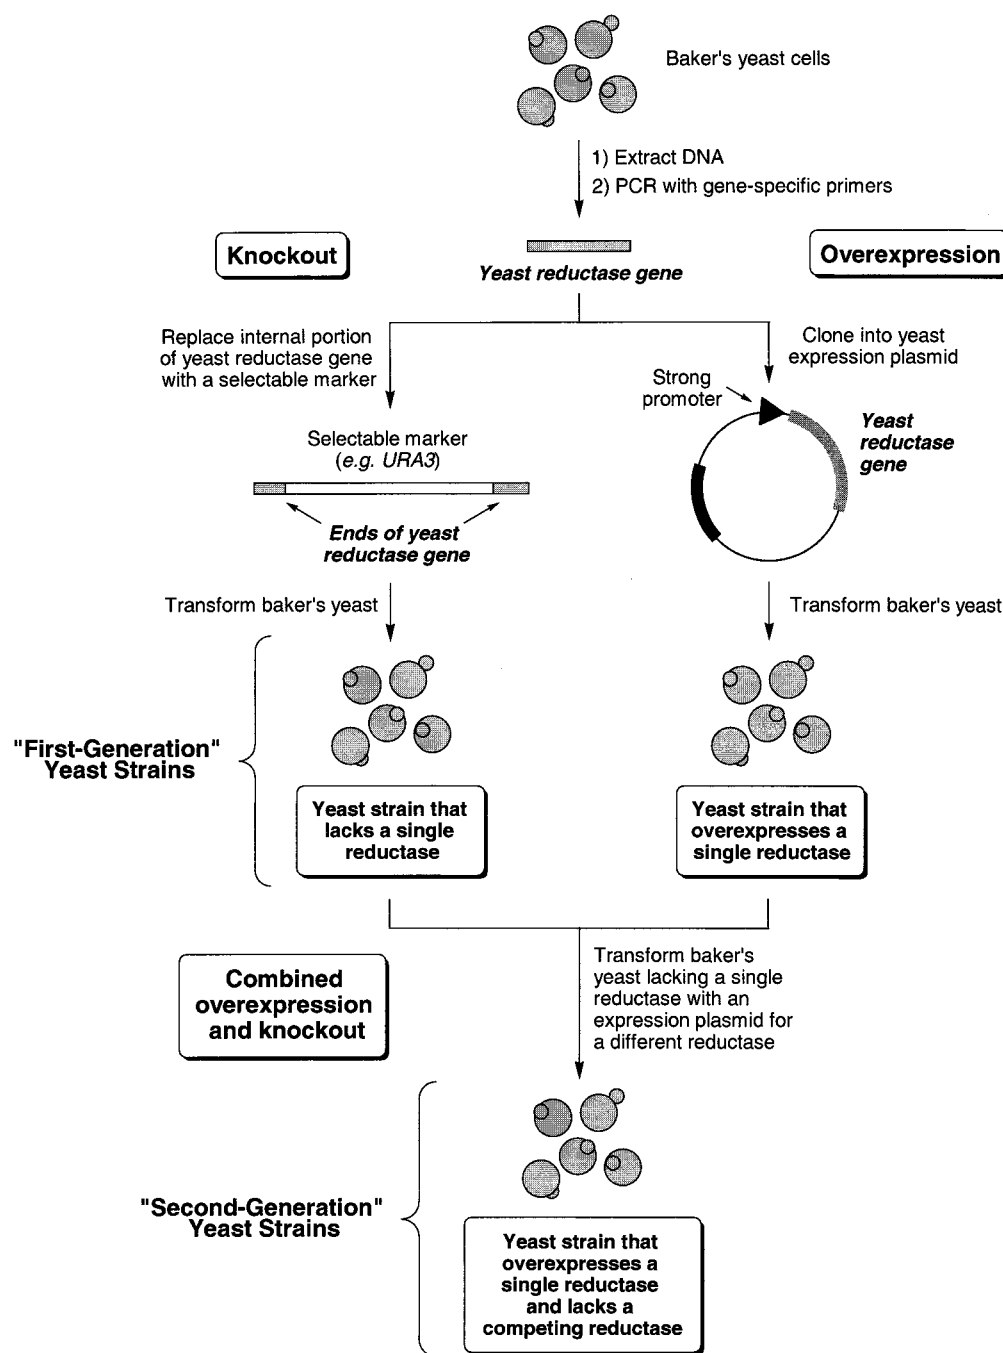 Baker's yeast cells
1) Extract DNA
2) PCR with gene-specific primers
Knockout
Yeast reductase gene
Overexpression
Replace internal portion
of yeast reductase gene
with a selectable marker
Clone into yeast
expression plasmid
Strong
promoter
Yeast
reductase
gene
Selectable marker
(e.g. URA3)
Ends of yeast
reductase gene
Transform baker's yeast
Transform baker's yeast
"First-Generation"
Yeast Strains
Yeast strain that
lacks a single
reductase
Yeast strain that
overexpresses a
single reductase
Combined
overexpression
and knockout
Transform baker's
yeast lacking a single
reductase with an
expression plasmid for
a different reductase
"Second-Generation"
Yeast Strains
Yeast strain that
overexpresses a
single reductase
and lacks a
competing reductase